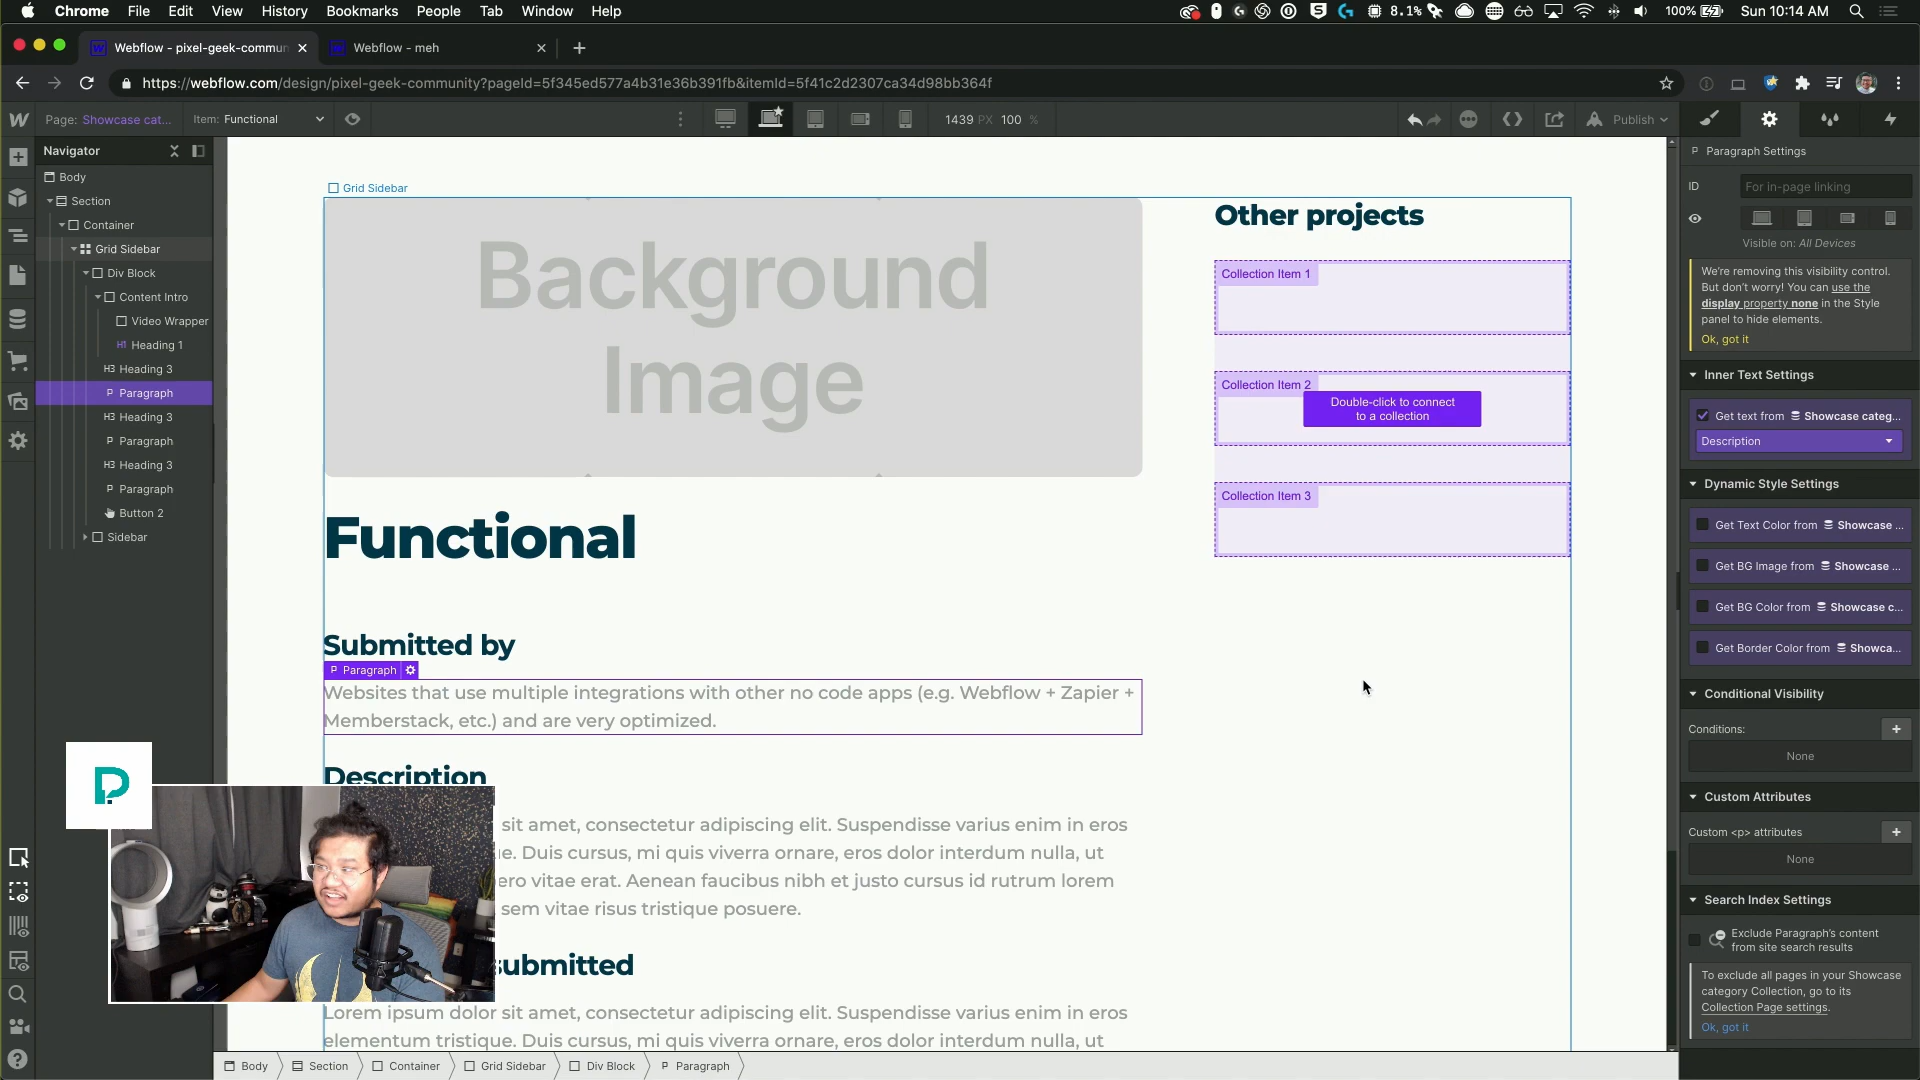 Chrome File Edit View History Bookmarks People Tab Window Help
8.1%
100%
Sun 10:14 AM
Webflow - pixel-geek-commun
Webflow - meh
https://webflow.com/design/pixel-geek-community?pageId=5f345ed577a4b31e36b391fb&itemId=5f41c2d2307ca34d98bb364f
Page: Showcase cat...
Item: Functional
1439 PX 100 %
Publish
Navigator
Body
Section
Container
Grid Sidebar
Div Block
Content Intro
Video Wrapper
H1 Heading 1
H3 Heading 3
P Paragraph
H3 Heading 3
P Paragraph
H3 Heading 3
P Paragraph
Button 2
Sidebar
Grid Sidebar
Background
Image
Functional
Submitted by
P Paragraph
Websites that use multiple integrations with other no code apps (e.g. Webflow + Zapier +
Memberstack, etc.) and are very optimized.
Description
sit amet, consectetur adipiscing elit. Suspendisse varius enim in eros
e. Duis cursus, mi quis viverra ornare, eros dolor interdum nulla, ut
ero vitae erat. Aenean faucibus nibh et justo cursus id rutrum lorem
sem vitae risus tristique posuere.
submitted
Lorem ipsum dolor sit amet, consectetur adipiscing elit. Suspendisse varius enim in eros
elementum tristique. Duis cursus, mi quis viverra ornare, eros dolor interdum nulla, ut
Other projects
Collection Item 1
Collection Item 2
Double-click to connect
to a collection
Collection Item 3
P Paragraph Settings
ID For in-page linking
Visible on: All Devices
We're removing this visibility control.
But don't worry! You can use the
display property none in the Style
panel to hide elements.
Ok, got it
Inner Text Settings
Get text from Showcase categ...
Description
Dynamic Style Settings
Get Text Color from Showcase ...
Get BG Image from Showcase ...
Get BG Color from Showcase c...
Get Border Color from Showca...
Conditional Visibility
Conditions:
None
Custom Attributes
Custom <p> attributes
None
Search Index Settings
Exclude Paragraph's content
from site search results
To exclude all pages in your Showcase
category Collection, go to its
Collection Page settings.
Ok, got it
Body Section Container Grid Sidebar Div Block P Paragraph